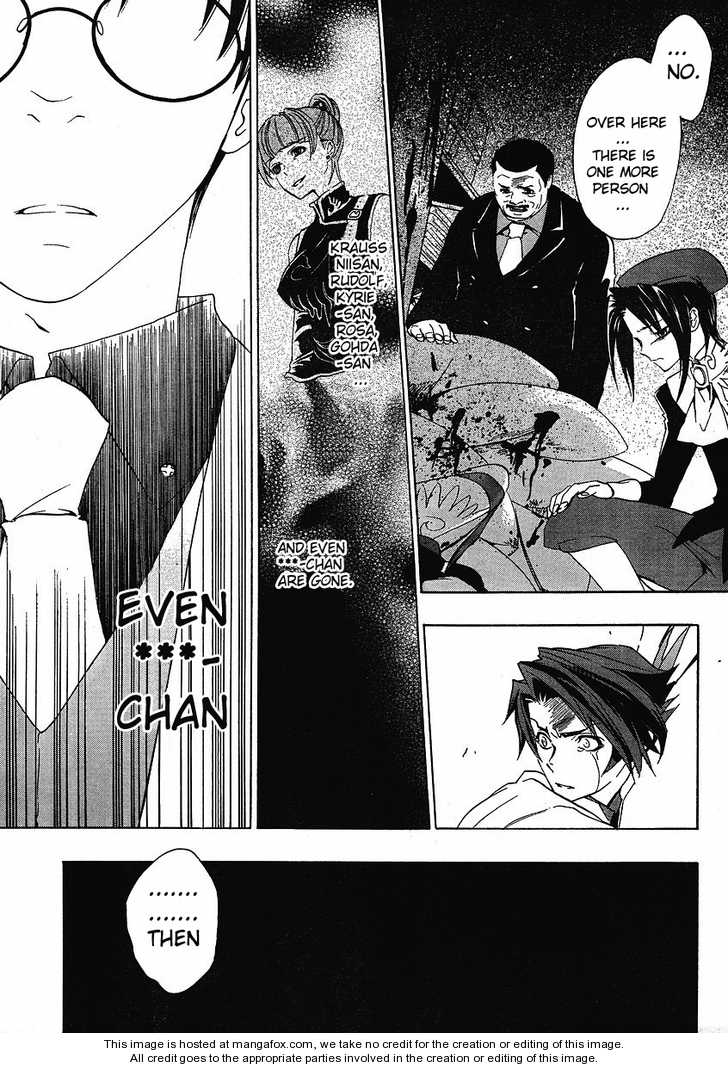 ...
NO.
OVER HERE
...
THERE IS
ONE MORE
PERSON
...
KRAUSS
NIISAN,
RUDOLF,
KYRIE
-SAN,
ROSA,
GOHDA
-SAN
...
AND EVEN
***-CHAN
ARE GONE.
EVEN
***-
CHAN
.......
.......
THEN
This image is hosted at mangafox.com, we take no credit for the creation or editing of this image.
All credit goes to the appropriate parties involved in the creation or editing of this image.